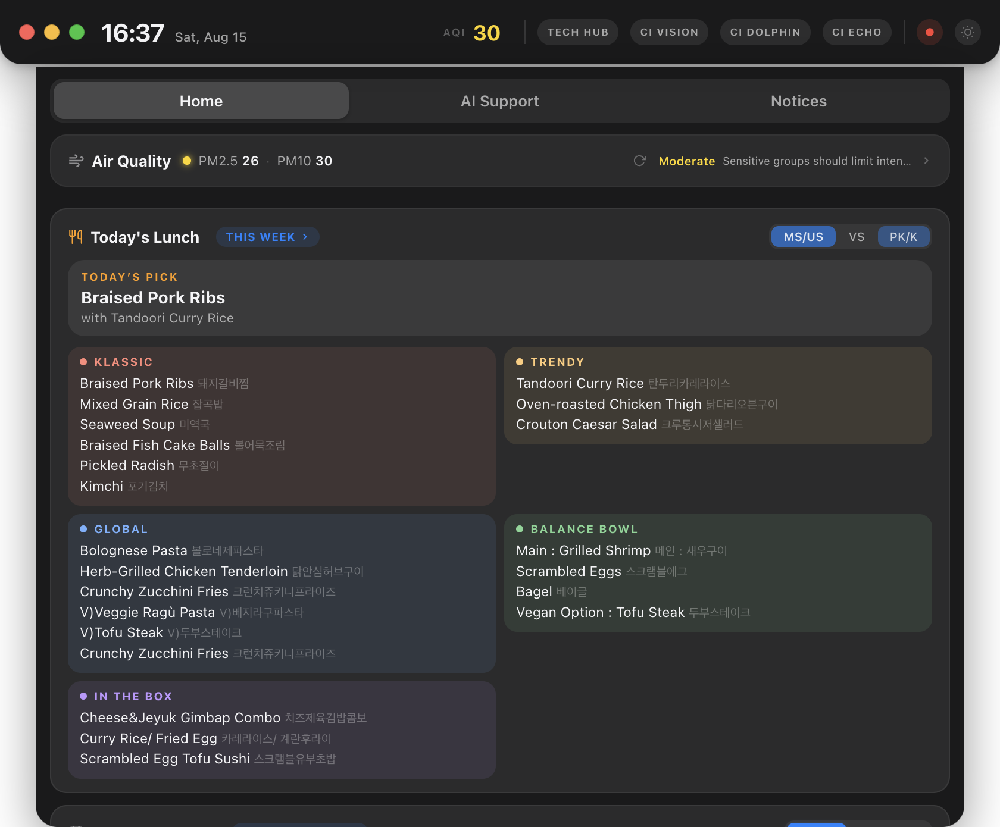 16:37 Sat, Aug 15 AQI 30 TECH HUB CI VISION CI DOLPHIN CI ECHO
Home AI Support Notices
Air Quality PM2.5 26 · PM10 30 Moderate Sensitive groups should limit inten...
Today's Lunch THIS WEEK > MS/US VS PK/K
TODAY’S PICK
Braised Pork Ribs
with Tandoori Curry Rice
KLASSIC
Braised Pork Ribs 돼지갈비찜
Mixed Grain Rice 잡곡밥
Seaweed Soup 미역국
Braised Fish Cake Balls 볼어묵조림
Pickled Radish 무초절이
Kimchi 포기김치
TRENDY
Tandoori Curry Rice 탄두리카레라이스
Oven-roasted Chicken Thigh 닭다리오븐구이
Crouton Caesar Salad 크루통시저샐러드
GLOBAL
Bolognese Pasta 볼로네제파스타
Herb-Grilled Chicken Tenderloin 닭안심허브구이
Crunchy Zucchini Fries 크런치쥬키니프라이즈
V)Veggie Ragù Pasta V)베지라구파스타
V)Tofu Steak V)두부스테이크
Crunchy Zucchini Fries 크런치쥬키니프라이즈
BALANCE BOWL
Main : Grilled Shrimp 메인 : 새우구이
Scrambled Eggs 스크램블에그
Bagel 베이글
Vegan Option : Tofu Steak 두부스테이크
IN THE BOX
Cheese&Jeyuk Gimbap Combo 치즈제육김밥콤보
Curry Rice/ Fried Egg 카레라이스/ 계란후라이
Scrambled Egg Tofu Sushi 스크램블유부초밥